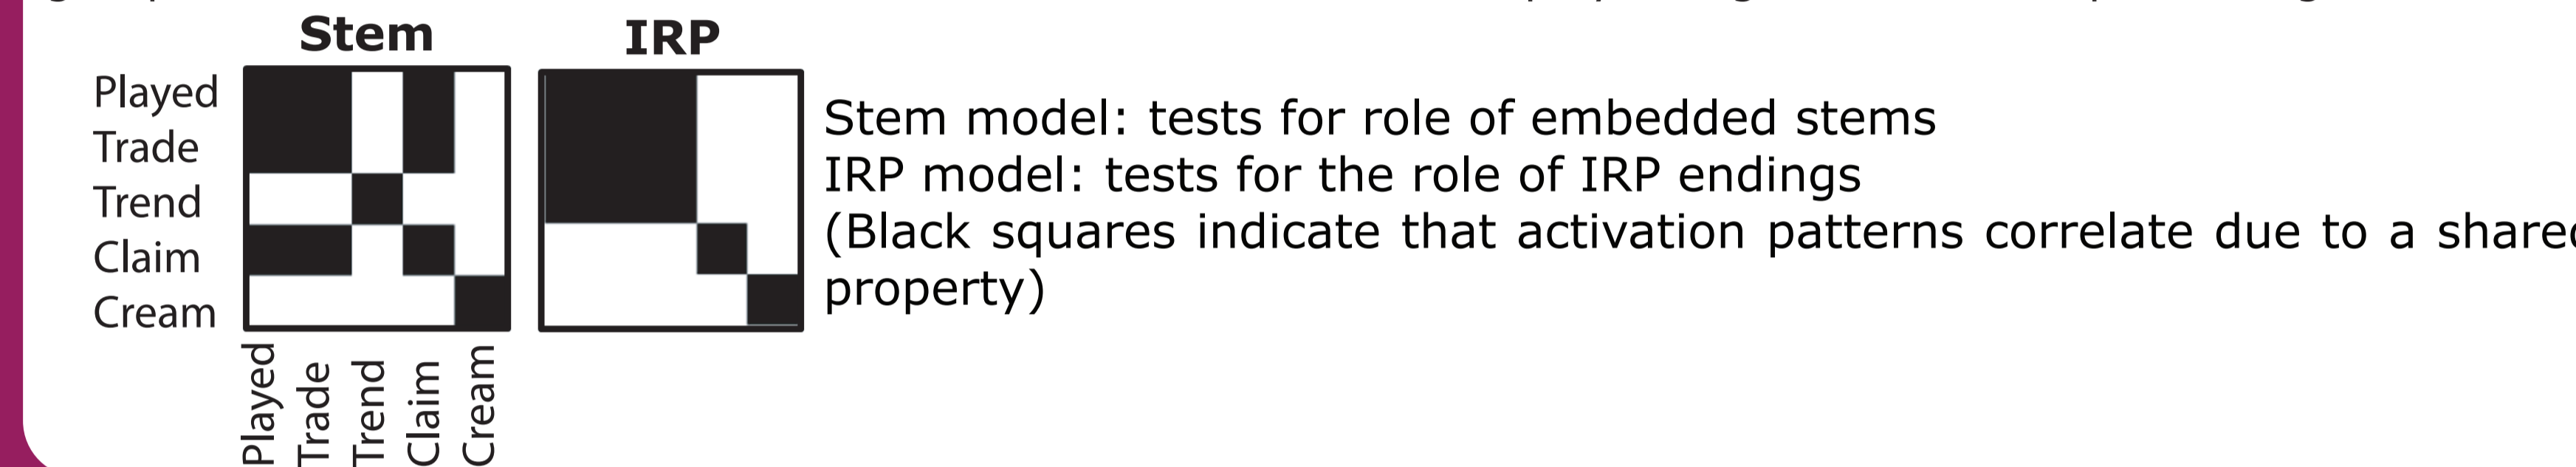 Stem IRP
Played
Trade
Trend
Claim
Cream
Stem model: tests for role of embedded stems
IRP model: tests for the role of IRP endings
(Black squares indicate that activation patterns correlate due to a shared
property)
Played Trade Trend Claim Cream